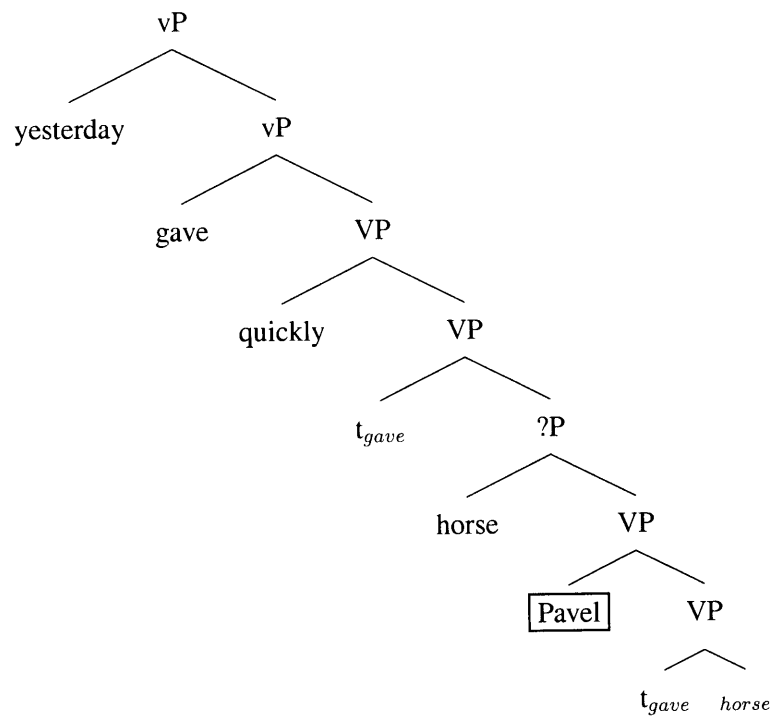 vP
yesterday vP
gave VP
quickly VP
t_gave ?P
horse VP
Pavel VP
t_gave horse